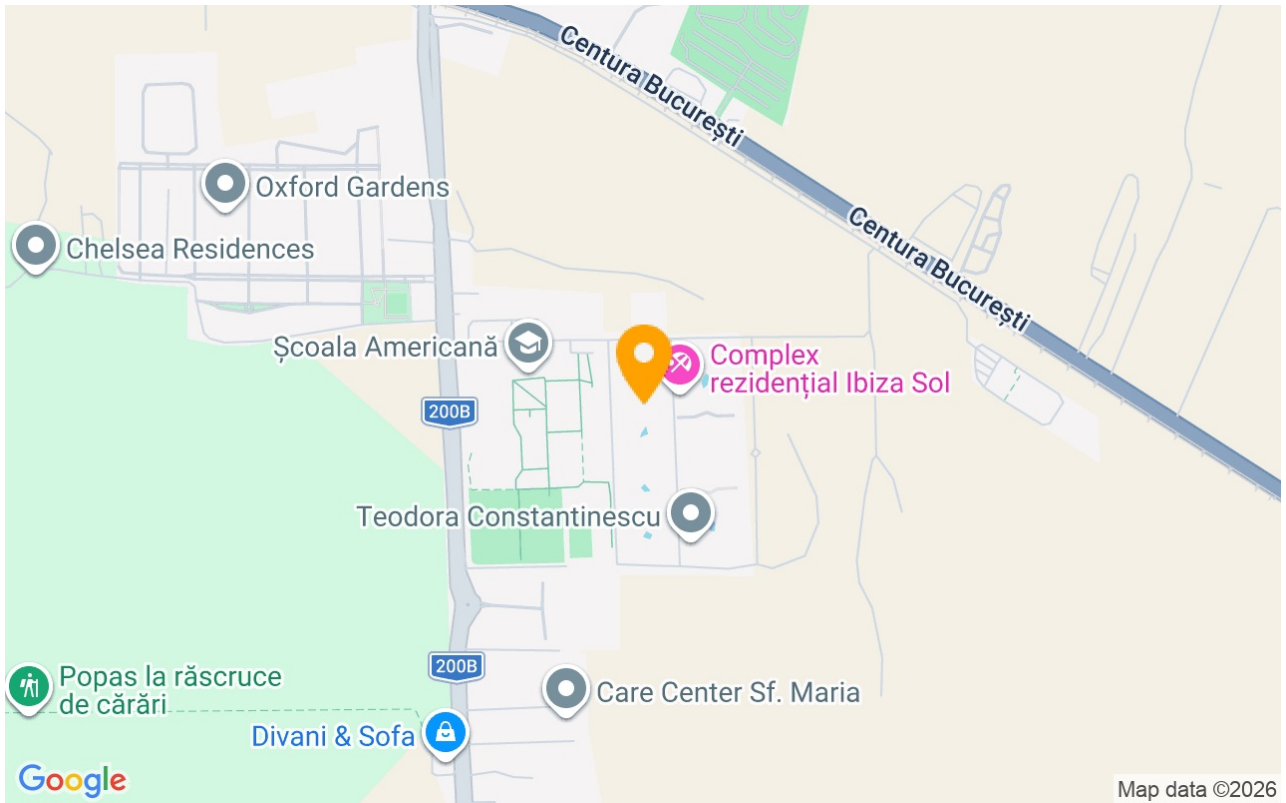 Centura București
Centura București
Oxford Gardens
Chelsea Residences
Școala Americană
Complex
rezidențial Ibiza Sol
200B
Teodora Constantinescu
200B
Popas la răscruce
de cărări
Care Center Sf. Maria
Divani & Sofa
Google
Map data ©2026